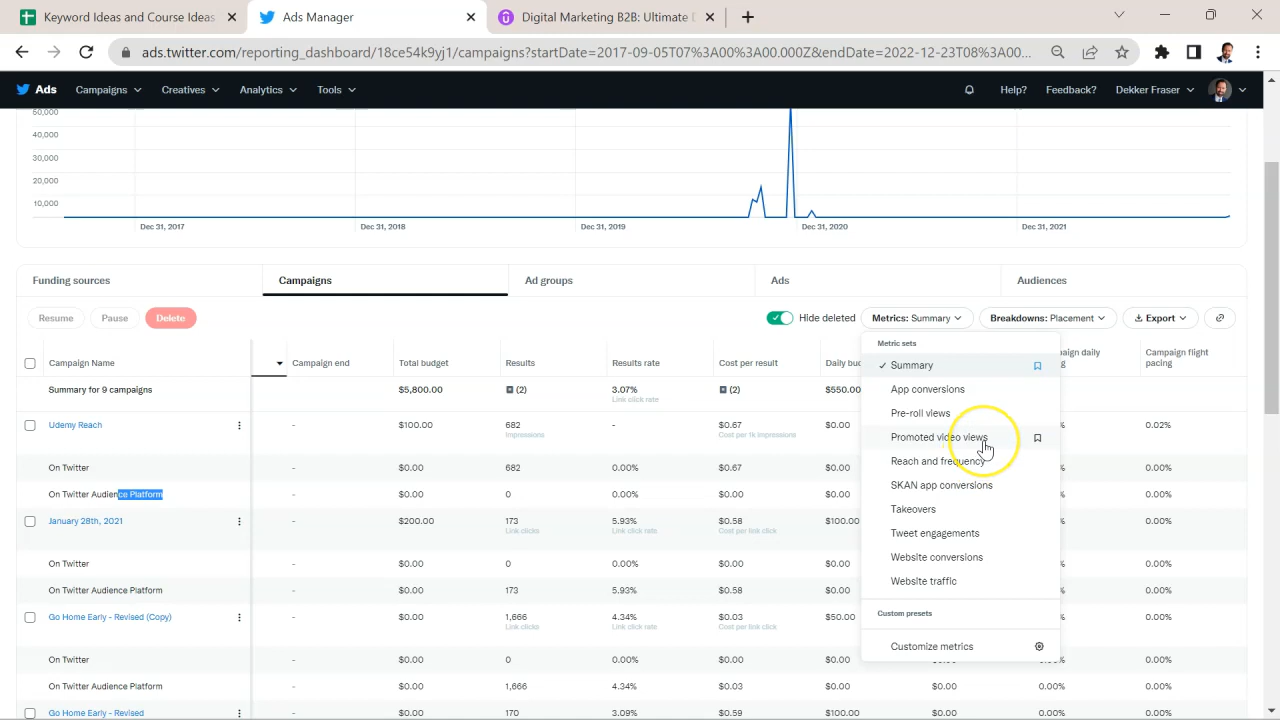 Keyword Ideas and Course Ideas
Ads Manager
Digital Marketing B2B: Ultimate
ads.twitter.com/reporting_dashboard/18ce54k9yj1/campaigns?startDate=2017-09-05T07%3A00%3A00.000Z&endDate=2022-12-23T08%3A00...
Ads Campaigns Creatives Analytics Tools Help? Feedback? Dekker Fraser
50,000
40,000
30,000
20,000
10,000
Dec 31, 2017 Dec 31, 2018 Dec 31, 2019 Dec 31, 2020 Dec 31, 2021
Funding sources Campaigns Ad groups Ads Audiences
Resume Pause Delete Hide deleted Metrics: Summary Breakdowns: Placement Export
Campaign Name Campaign end Total budget Results Results rate Cost per result Daily bu
aign daily
g
Campaign flight
pacing
Summary for 9 campaigns - $5,800.00 (2) 3.07% (2) $550.0
Link click rate
Udemy Reach - $100.00 682 - $0.67 $0.00 % 0.02%
Impressions Cost per 1k impressions
On Twitter - $0.00 682 0.00% $0.67 $0.00 % 0.00%
On Twitter Audience Platform - $0.00 0 0.00% $0.00 $0.00 % 0.00%
January 28th, 2021 - $200.00 173 5.93% $0.58 $100.0 % 0.00%
Link clicks Link click rate Cost per link click
On Twitter - $0.00 0 0.00% $0.00 $0.00 % 0.00%
On Twitter Audience Platform - $0.00 173 5.93% $0.58 $0.00 % 0.00%
Go Home Early - Revised (Copy) - $0.00 1,666 4.34% $0.03 $50.00 % 0.00%
Link clicks Link click rate Cost per link click
On Twitter - $0.00 0 0.00% $0.00 $0.00 $0.00 0.00% 0.00%
On Twitter Audience Platform - $0.00 1,666 4.34% $0.03 $0.00 $0.00 0.00% 0.00%
Go Home Early - Revised - $0.00 170 3.09% $0.59 $100.00 $0.00 0.00% 0.00%
Metric sets
Summary
App conversions
Pre-roll views
Promoted video views
Reach and frequency
SKAN app conversions
Takeovers
Tweet engagements
Website conversions
Website traffic
Custom presets
Customize metrics